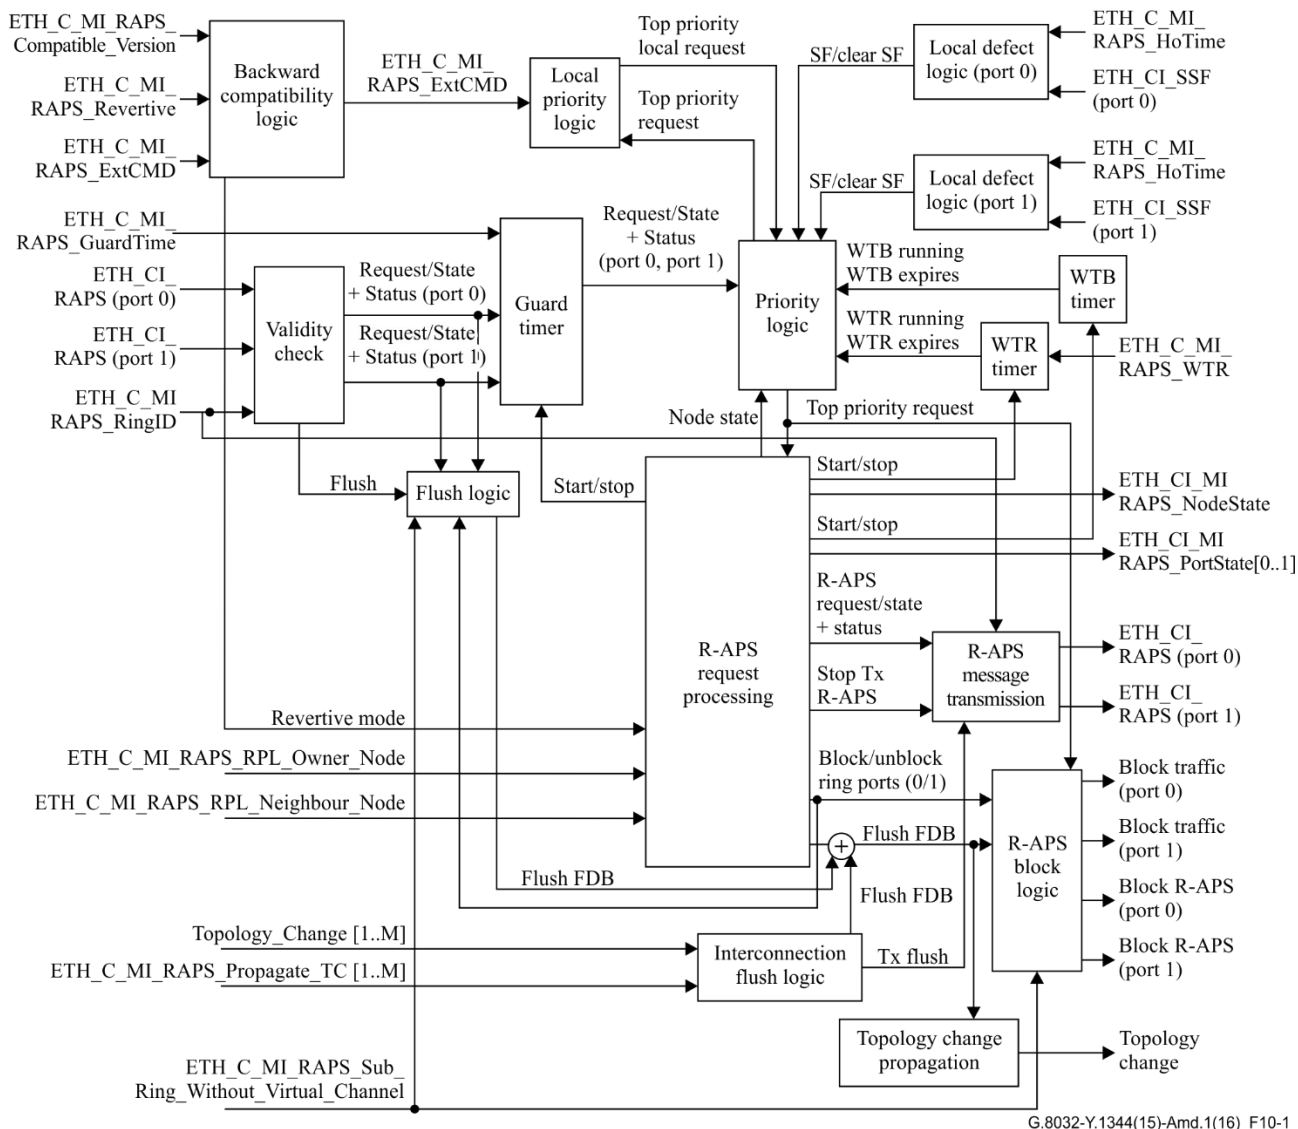 ETH_C_MI_RAPS_
Compatible_Version
ETH_C_MI_
RAPS_Revertive
ETH_C_MI_
RAPS_ExtCMD
Backward
compatibility
logic
ETH_C_MI_
RAPS_ExtCMD
Local
priority
logic
Top priority
local request
Top priority
request
SF/clear SF
Local defect
logic (port 0)
ETH_C_MI_
RAPS_HoTime
ETH_CI_SSF
(port 0)
SF/clear SF
Local defect
logic (port 1)
ETH_C_MI_
RAPS_HoTime
ETH_CI_SSF
(port 1)
ETH_C_MI_
RAPS_GuardTime
ETH_CI_
RAPS (port 0)
ETH_CI_
RAPS (port 1)
ETH_C_MI
RAPS_RingID
Validity
check
Request/State
+ Status (port 0)
Request/State
+ Status (port 1)
Guard
timer
Request/State
+ Status
(port 0, port 1)
Priority
logic
WTB running
WTB expires
WTB
timer
WTR running
WTR expires
WTR
timer
ETH_C_MI_
RAPS_WTR
Node state
Top priority request
Flush
Flush logic
Start/stop
Start/stop
ETH_CI_MI
RAPS_NodeState
Start/stop
ETH_CI_MI
RAPS_PortState[0..1]
R-APS
request/state
+ status
R-APS
request
processing
Stop Tx
R-APS
R-APS
message
transmission
ETH_CI_
RAPS (port 0)
ETH_CI_
RAPS (port 1)
Revertive mode
ETH_C_MI_RAPS_RPL_Owner_Node
ETH_C_MI_RAPS_RPL_Neighbour_Node
Block/unblock
ring ports (0/1)
+
Flush FDB
Flush FDB
Flush FDB
R-APS
block
logic
Block traffic
(port 0)
Block traffic
(port 1)
Block R-APS
(port 0)
Block R-APS
(port 1)
Topology_Change [1..M]
ETH_C_MI_RAPS_Propagate_TC [1..M]
Interconnection
flush logic
Tx flush
Topology change
propagation
Topology
change
ETH_C_MI_RAPS_Sub_
Ring_Without_Virtual_Channel
G.8032-Y.1344(15)-Amd.1(16)_F10-1